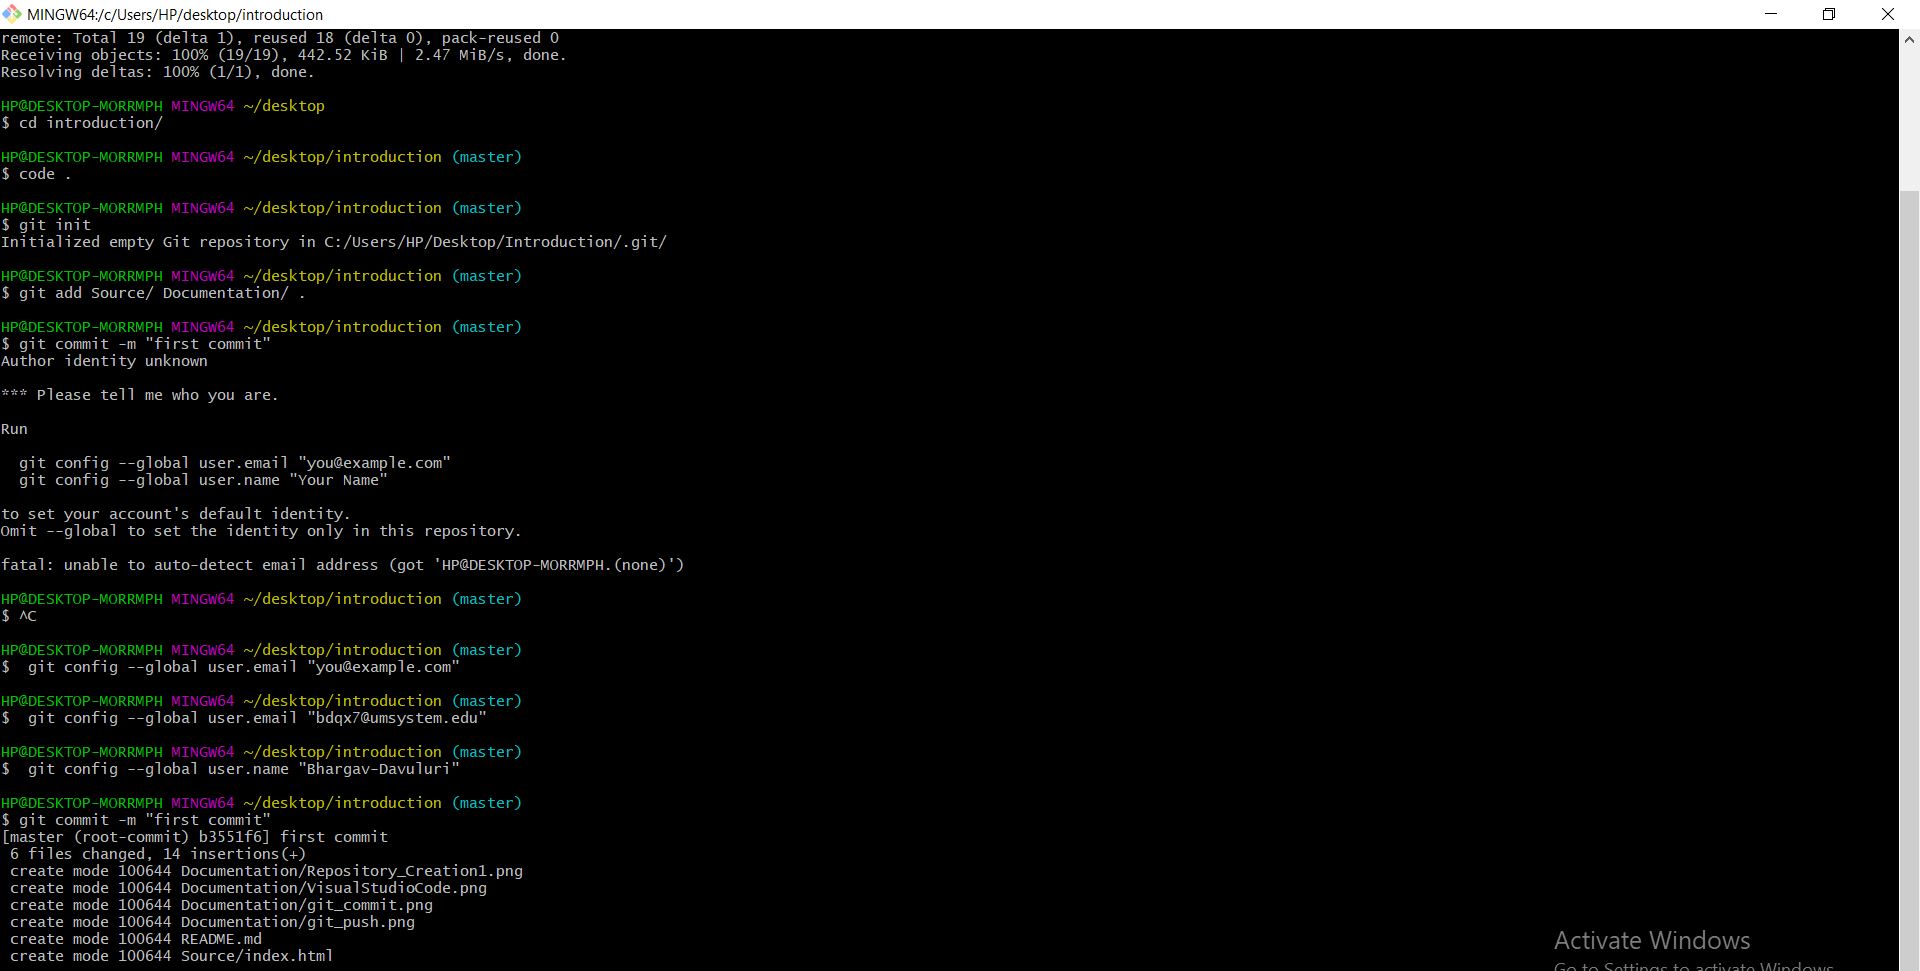 MINGW64:/c/Users/HP/desktop/introduction
remote: Total 19 (delta 1), reused 18 (delta 0), pack-reused 0
Receiving objects: 100% (19/19), 442.52 KiB | 2.47 MiB/s, done.
Resolving deltas: 100% (1/1), done.
HP@DESKTOP-MORRMPH MINGW64 ~/desktop
$ cd introduction/
HP@DESKTOP-MORRMPH MINGW64 ~/desktop/introduction (master)
$ code .
HP@DESKTOP-MORRMPH MINGW64 ~/desktop/introduction (master)
$ git init
Initialized empty Git repository in C:/Users/HP/Desktop/Introduction/.git/
HP@DESKTOP-MORRMPH MINGW64 ~/desktop/introduction (master)
$ git add Source/ Documentation/ .
HP@DESKTOP-MORRMPH MINGW64 ~/desktop/introduction (master)
$ git commit -m "first commit"
Author identity unknown
*** Please tell me who you are.
Run
  git config --global user.email "you@example.com"
  git config --global user.name "Your Name"
to set your account's default identity.
Omit --global to set the identity only in this repository.
fatal: unable to auto-detect email address (got 'HP@DESKTOP-MORRMPH.(none)')
HP@DESKTOP-MORRMPH MINGW64 ~/desktop/introduction (master)
$ ^C
HP@DESKTOP-MORRMPH MINGW64 ~/desktop/introduction (master)
$  git config --global user.email "you@example.com"
HP@DESKTOP-MORRMPH MINGW64 ~/desktop/introduction (master)
$  git config --global user.email "bdqx7@umsystem.edu"
HP@DESKTOP-MORRMPH MINGW64 ~/desktop/introduction (master)
$  git config --global user.name "Bhargav-Davuluri"
HP@DESKTOP-MORRMPH MINGW64 ~/desktop/introduction (master)
$ git commit -m "first commit"
[master (root-commit) b3551f6] first commit
 6 files changed, 14 insertions(+)
 create mode 100644 Documentation/Repository_Creation1.png
 create mode 100644 Documentation/VisualStudioCode.png
 create mode 100644 Documentation/git_commit.png
 create mode 100644 Documentation/git_push.png
 create mode 100644 README.md
 create mode 100644 Source/index.html
Activate Windows
Go to Settings to activate Windows.